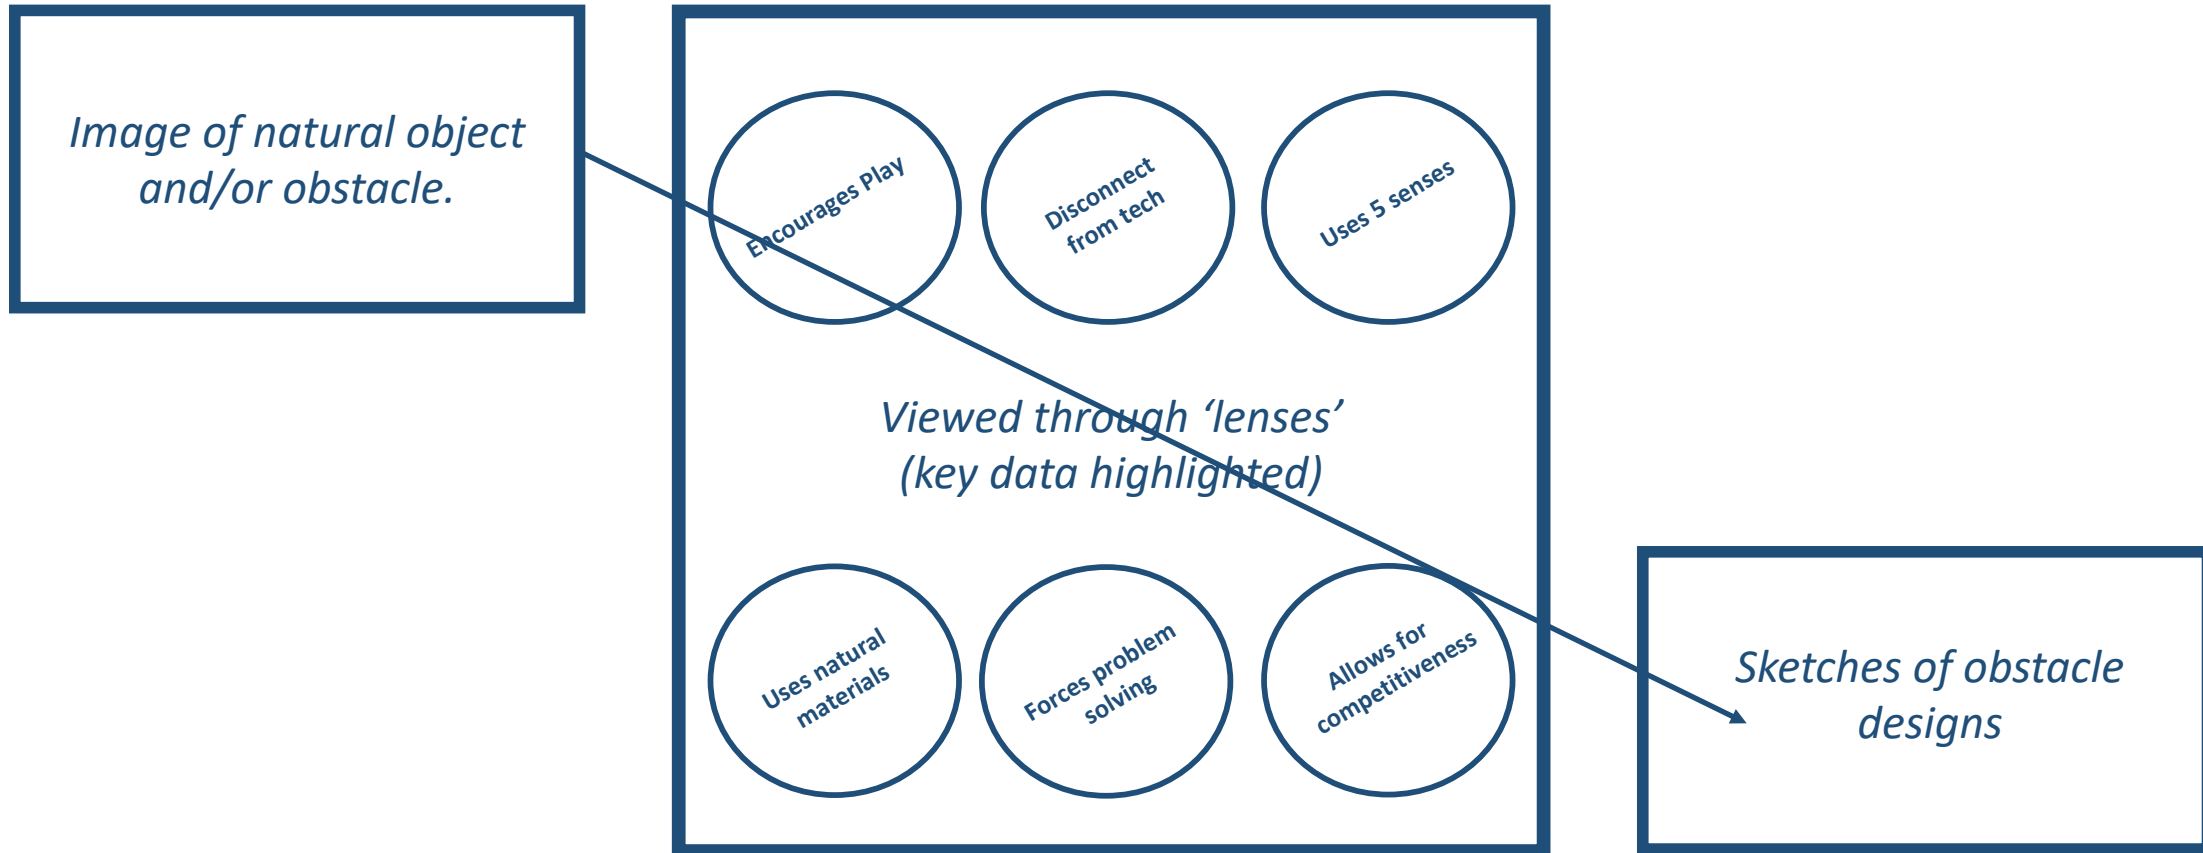 Image of natural object
and/or obstacle.
Encourages Play
Disconnect
from tech
Uses 5 senses
Viewed through ‘lenses’
(key data highlighted)
Uses natural
materials
Forces problem
solving
Allows for
competitiveness
Sketches of obstacle
designs